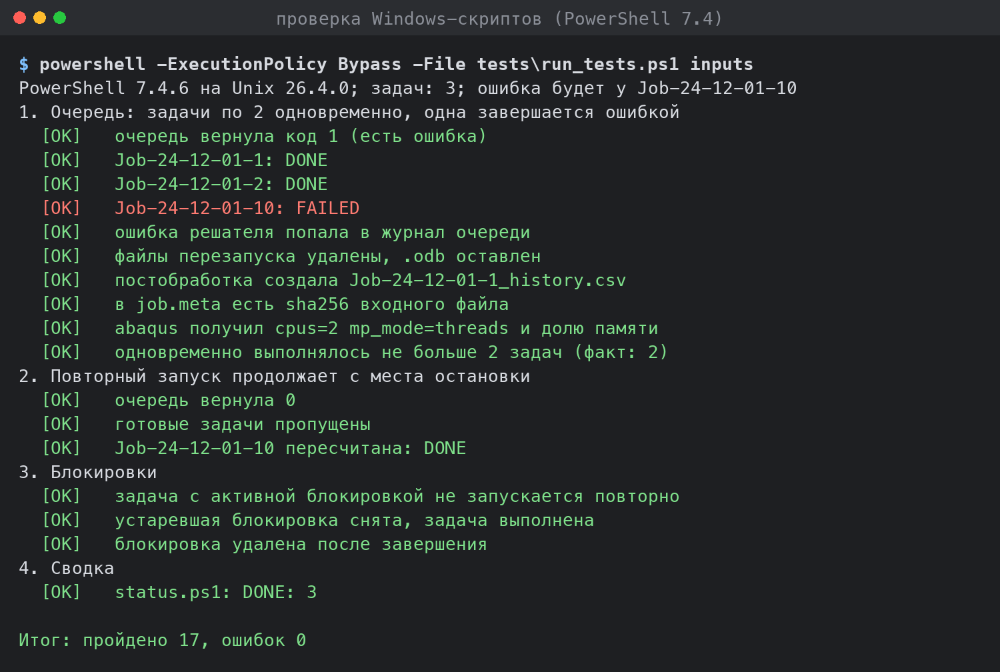 проверка Windows-скриптов (PowerShell 7.4)
$ powershell -ExecutionPolicy Bypass -File tests\run_tests.ps1 inputs
PowerShell 7.4.6 на Unix 26.4.0; задач: 3; ошибка будет у Job-24-12-01-10
1. Очередь: задачи по 2 одновременно, одна завершается ошибкой
[OK] очередь вернула код 1 (есть ошибка)
[OK] Job-24-12-01-1: DONE
[OK] Job-24-12-01-2: DONE
[OK] Job-24-12-01-10: FAILED
[OK] ошибка решателя попала в журнал очереди
[OK] файлы перезапуска удалены, .odb оставлен
[OK] постобработка создала Job-24-12-01-1_history.csv
[OK] в job.meta есть sha256 входного файла
[OK] abaqus получил cpus=2 mp_mode=threads и долю памяти
[OK] одновременно выполнялось не больше 2 задач (факт: 2)
2. Повторный запуск продолжает с места остановки
[OK] очередь вернула 0
[OK] готовые задачи пропущены
[OK] Job-24-12-01-10 пересчитана: DONE
3. Блокировки
[OK] задача с активной блокировкой не запускается повторно
[OK] устаревшая блокировка снята, задача выполнена
[OK] блокировка удалена после завершения
4. Сводка
[OK] status.ps1: DONE: 3
Итог: пройдено 17, ошибок 0